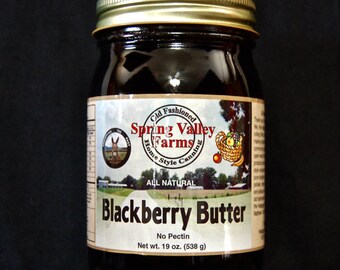 Old Fashioned
Spring Valley
Farms
Home Style Canning
ALL NATURAL
Blackberry Butter
No Pectin
Net wt. 19 oz. (538 g)